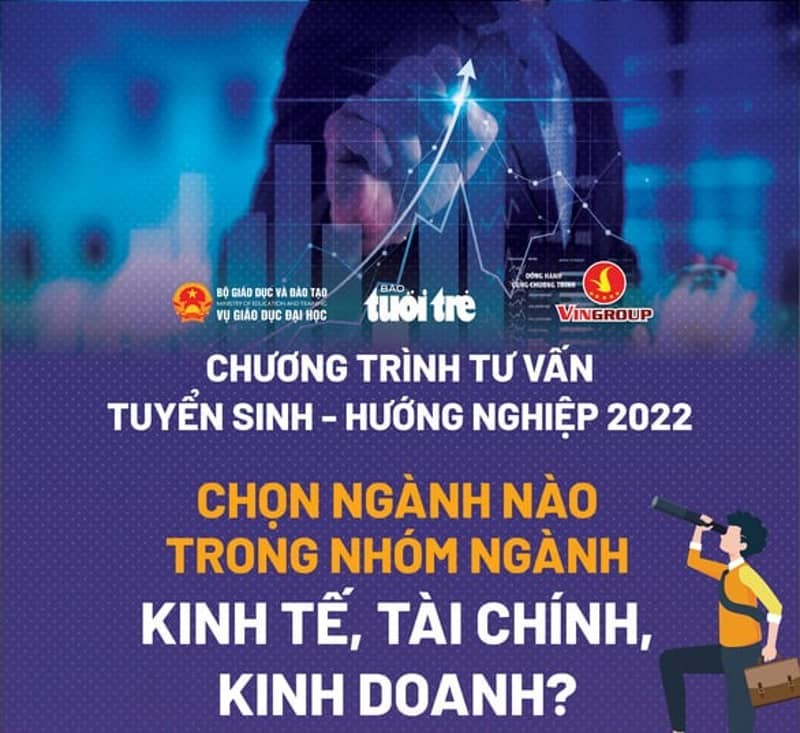 BỘ GIÁO DỤC VÀ ĐÀO TẠO
MINISTRY OF EDUCATION AND TRAINING
VỤ GIÁO DỤC ĐẠI HỌC
BÁO
tuổi trẻ
ĐỒNG HÀNH
CÙNG CHƯƠNG TRÌNH
VINGROUP
CHƯƠNG TRÌNH TƯ VẤN
TUYỂN SINH - HƯỚNG NGHIỆP 2022
CHỌN NGÀNH NÀO
TRONG NHÓM NGÀNH
KINH TẾ, TÀI CHÍNH,
KINH DOANH?